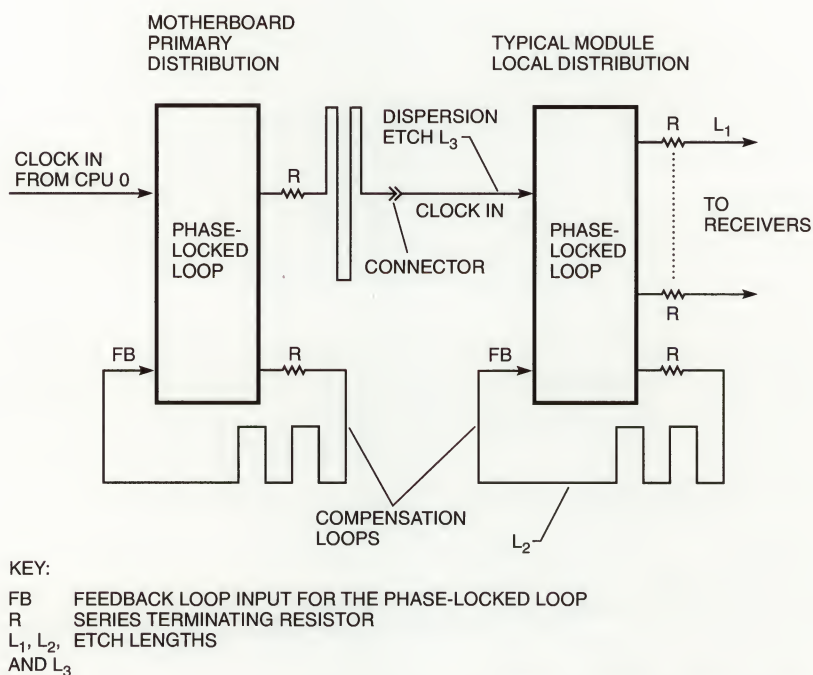 MOTHERBOARD
PRIMARY
DISTRIBUTION
TYPICAL MODULE
LOCAL DISTRIBUTION
CLOCK IN
FROM CPU 0
PHASE-
LOCKED
LOOP
R
DISPERSION
ETCH L3
CLOCK IN
CONNECTOR
PHASE-
LOCKED
LOOP
R
L1
TO
RECEIVERS
R
FB
R
FB
R
COMPENSATION
LOOPS
L2
KEY:
FB FEEDBACK LOOP INPUT FOR THE PHASE-LOCKED LOOP
R SERIES TERMINATING RESISTOR
L1, L2, ETCH LENGTHS
AND L3